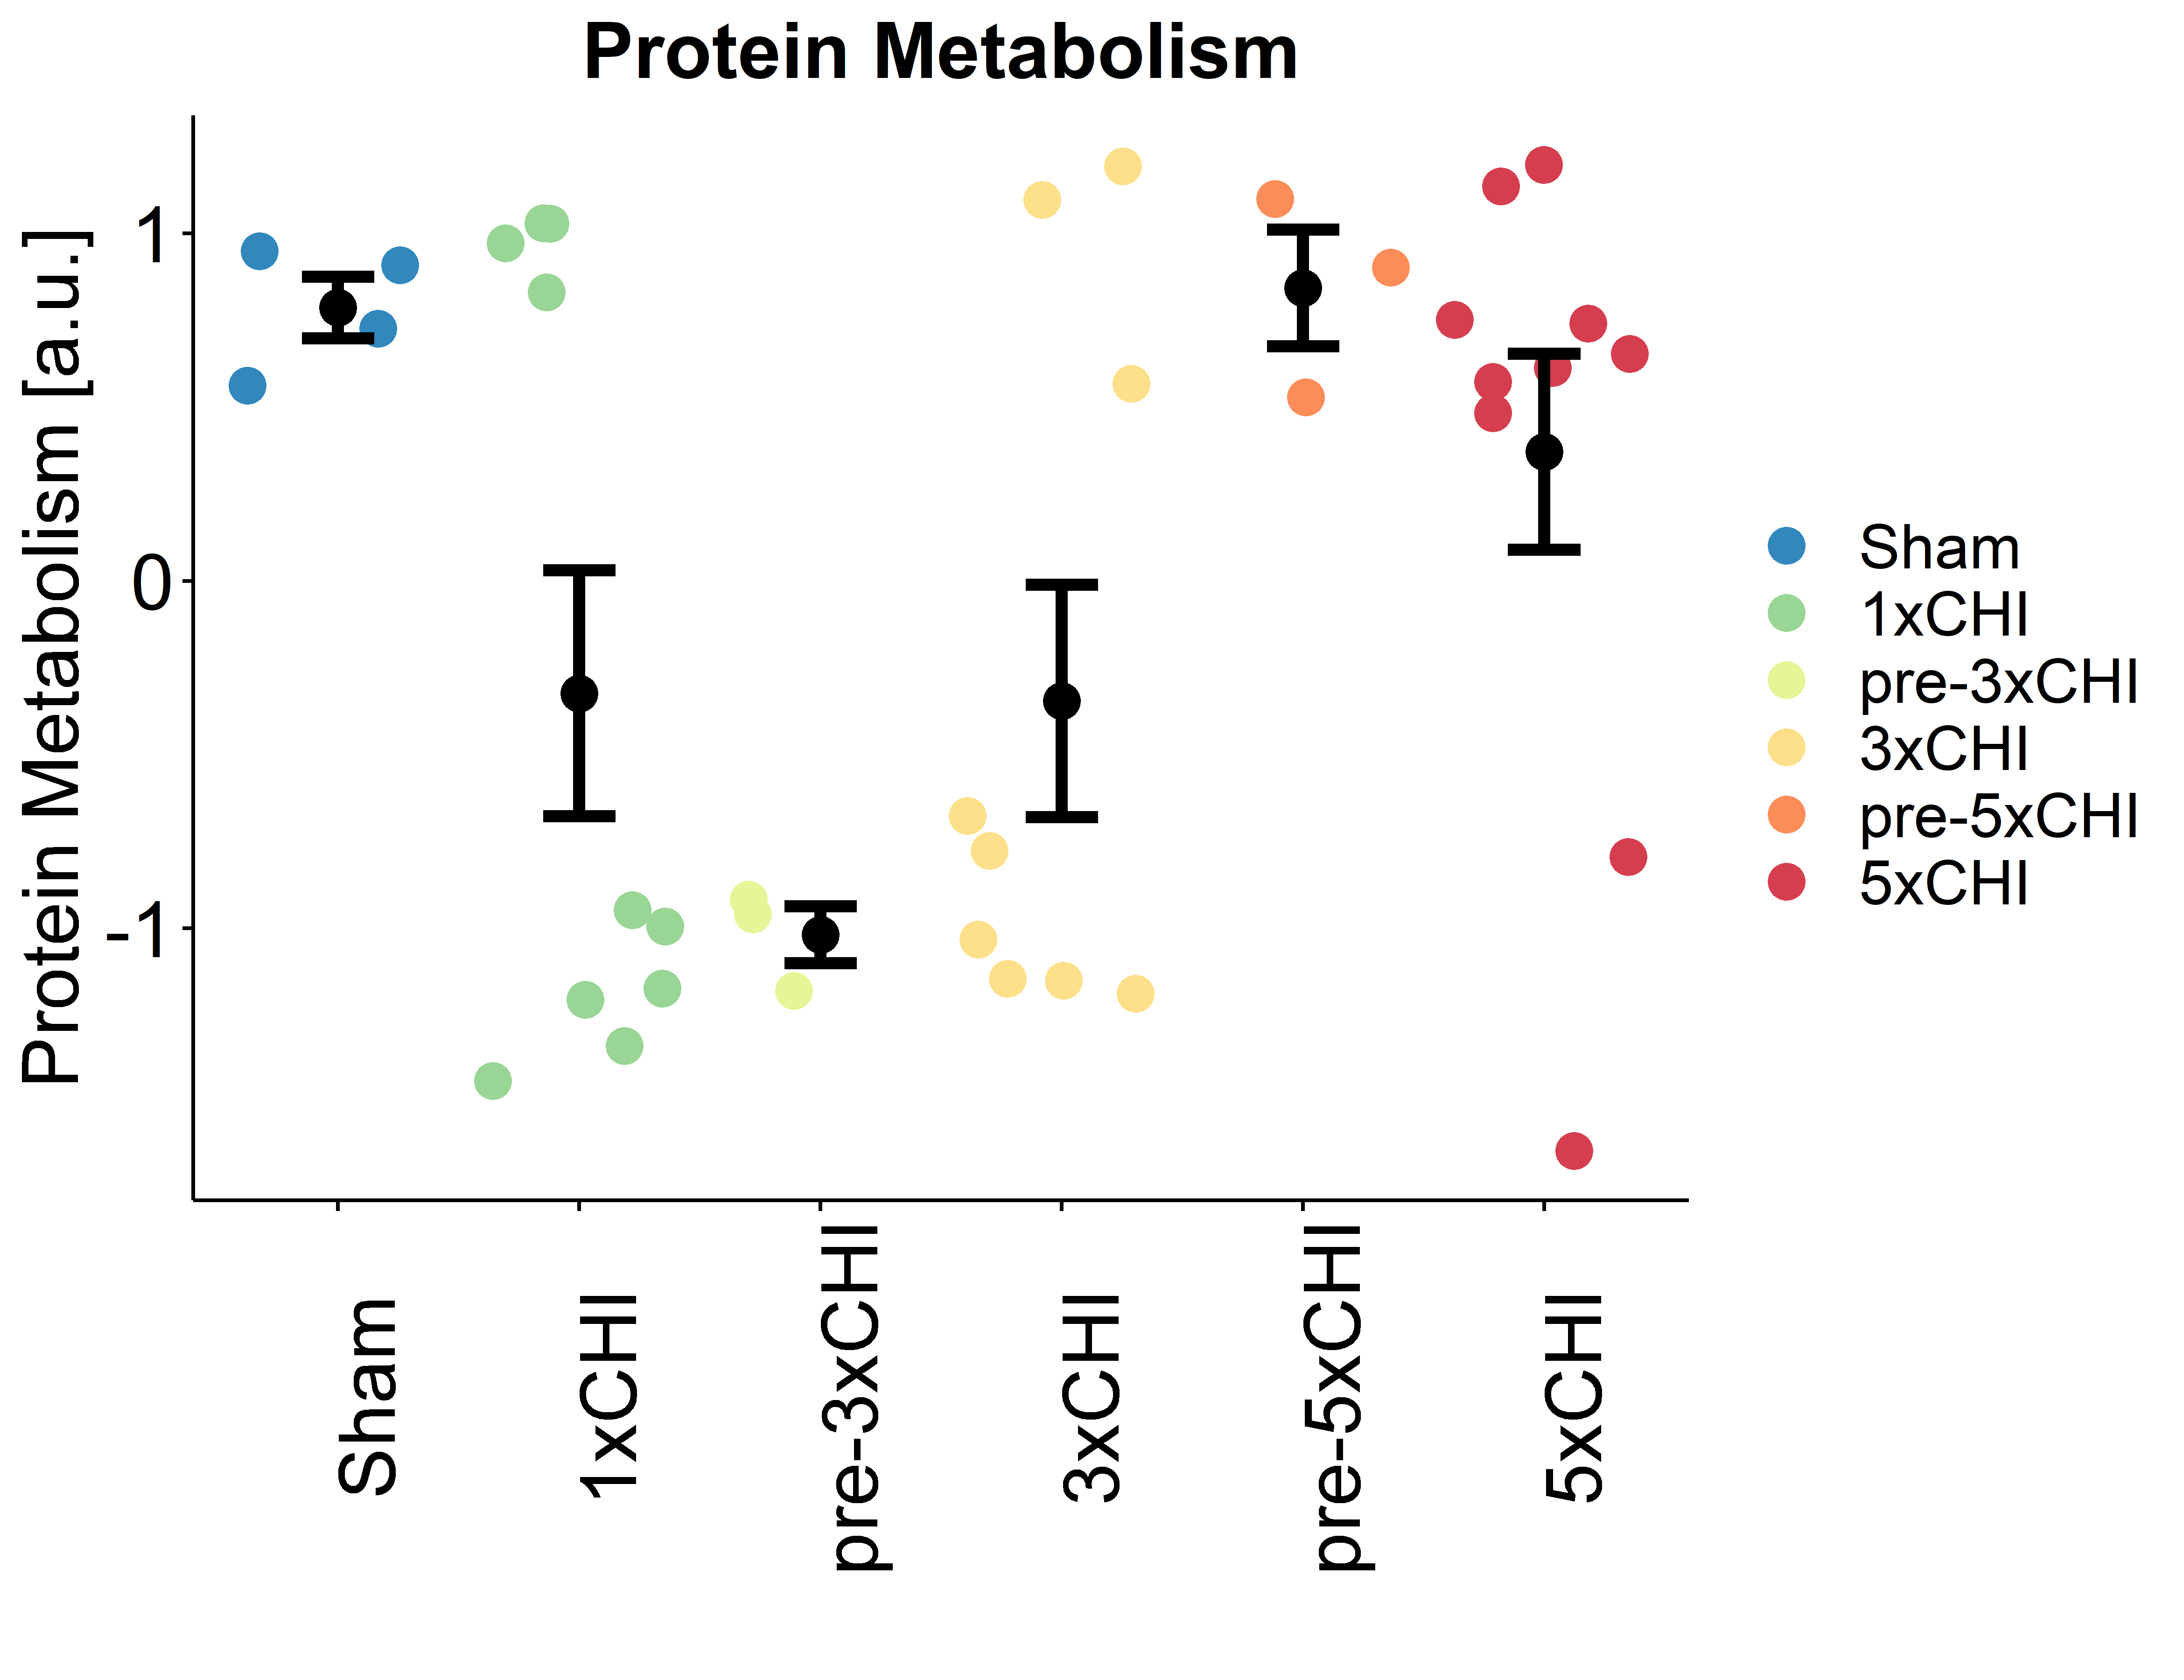 Protein Metabolism
Protein Metabolism [a.u.]
1
0
-1
Sham
1xCHI
pre-3xCHI
3xCHI
pre-5xCHI
5xCHI
Sham
1xCHI
pre-3xCHI
3xCHI
pre-5xCHI
5xCHI